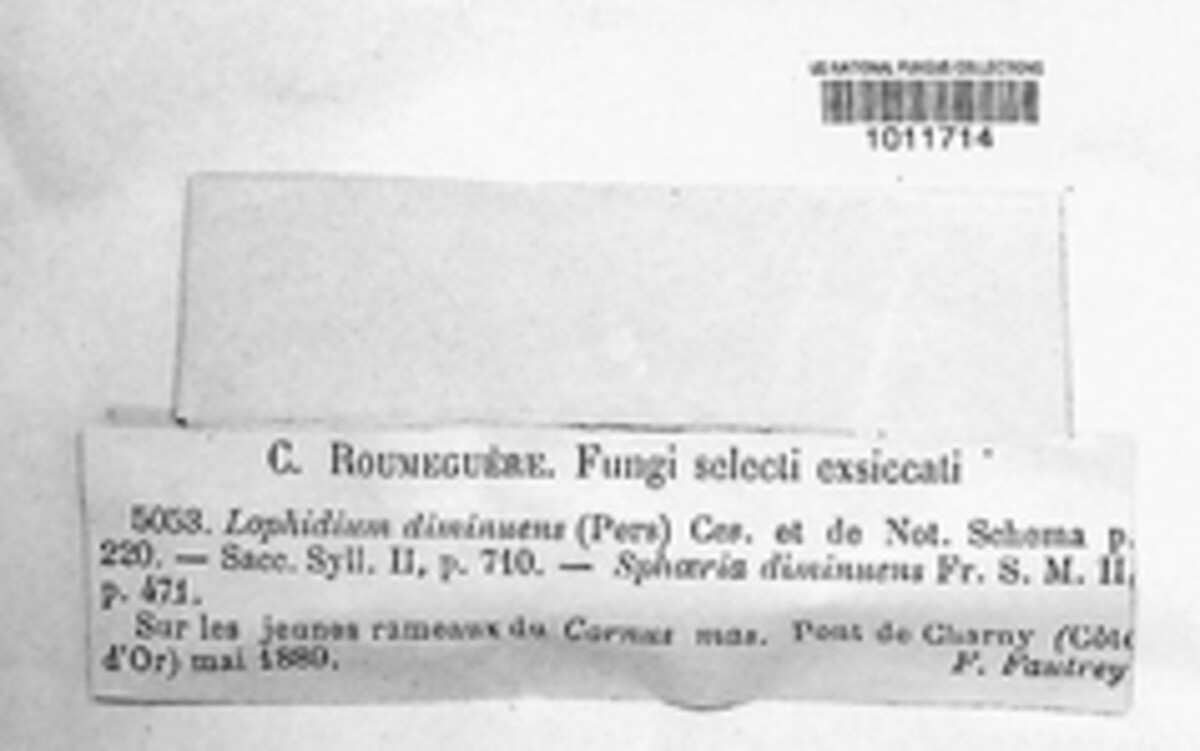 US NATIONAL FUNGUS COLLECTIONS
1011714
C. ROUMEGUÈRE. Fungi selecti exsiccati
5053. Lophidium diminuens (Pers) Ces. et de Not. Schema p.
220. — Sacc. Syll. II, p. 710. — Sphæria diminuens Fr. S. M. II,
p. 471.
Sur les jeunes rameaux du Cornus mas. Pont de Charny (Côte
d'Or) mai 1889.
F. Fautrey